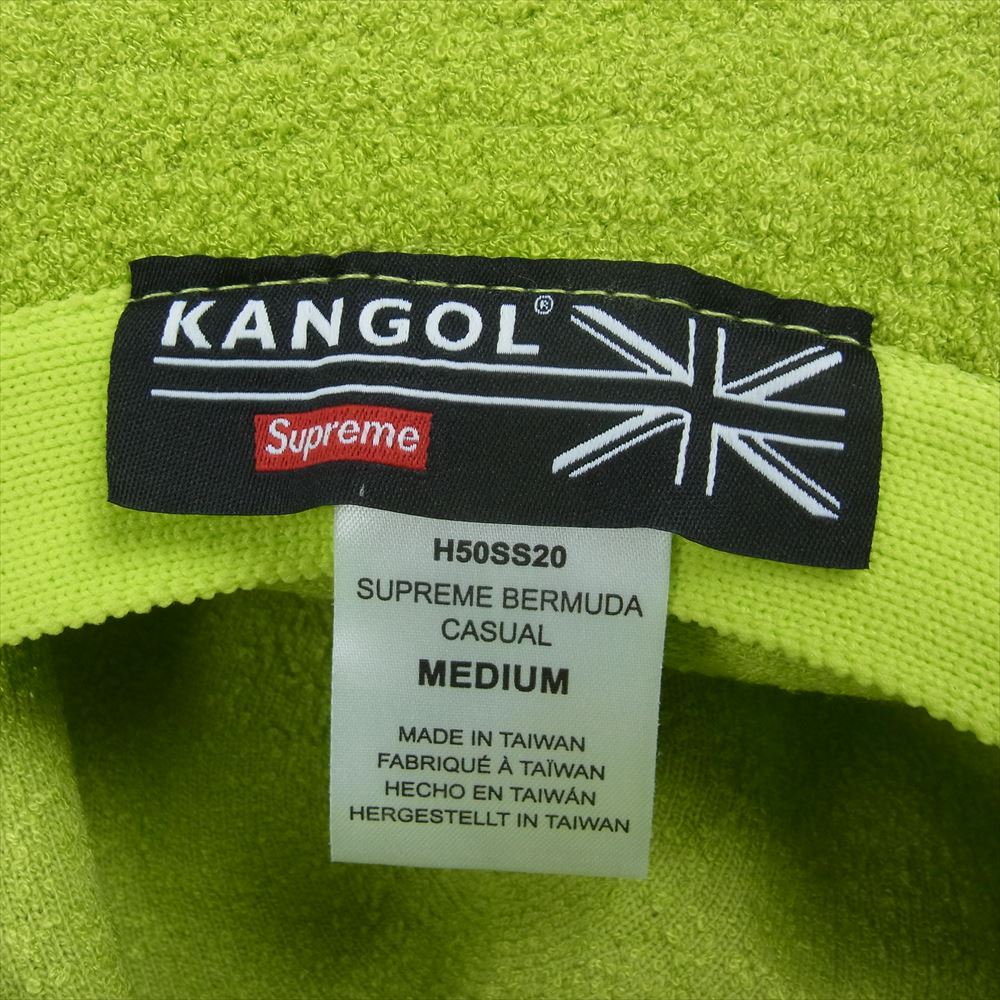 KANGOL®
Supreme
H50SS20
SUPREME BERMUDA
CASUAL
MEDIUM
MADE IN TAIWAN
FABRIQUÉ À TAÏWAN
HECHO EN TAIWÁN
HERGESTELLT IN TAIWAN